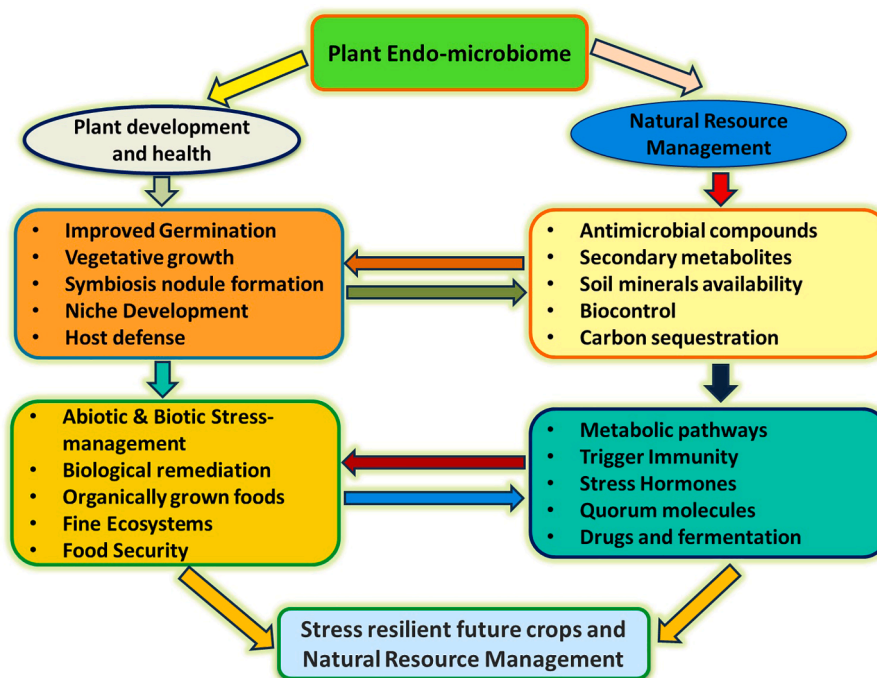 Plant Endo-microbiome
Plant development
and health
Natural Resource
Management
• Improved Germination
• Vegetative growth
• Symbiosis nodule formation
• Niche Development
• Host defense
• Antimicrobial compounds
• Secondary metabolites
• Soil minerals availability
• Biocontrol
• Carbon sequestration
• Abiotic & Biotic Stress-
management
• Biological remediation
• Organically grown foods
• Fine Ecosystems
• Food Security
• Metabolic pathways
• Trigger Immunity
• Stress Hormones
• Quorum molecules
• Drugs and fermentation
Stress resilient future crops and
Natural Resource Management